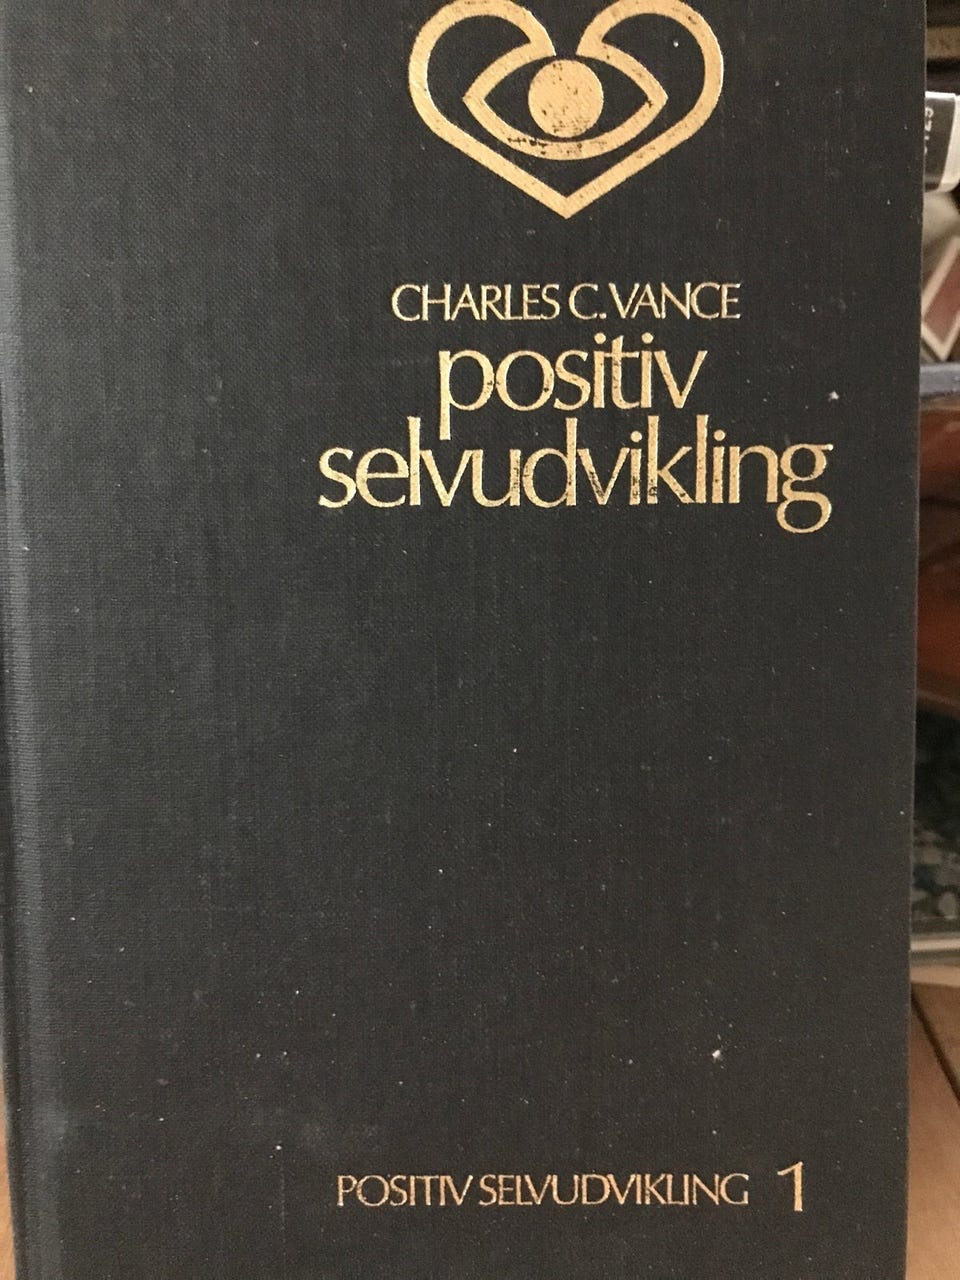 CHARLES C. VANCE
positiv
selvudvikling
POSITIV SELVUDVIKLING 1